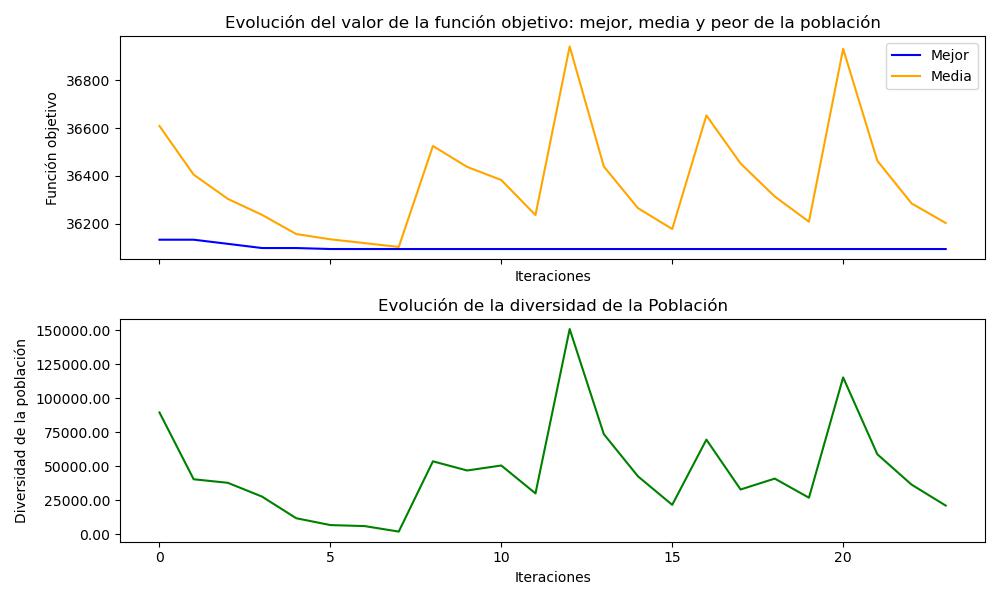 Evolución del valor de la función objetivo: mejor, media y peor de la población
Función objetivo
36800
36600
36400
36200
Mejor
Media
Iteraciones
Evolución de la diversidad de la Población
Diversidad de la población
150000.00
125000.00
100000.00
75000.00
50000.00
25000.00
0.00
0 5 10 15 20
Iteraciones